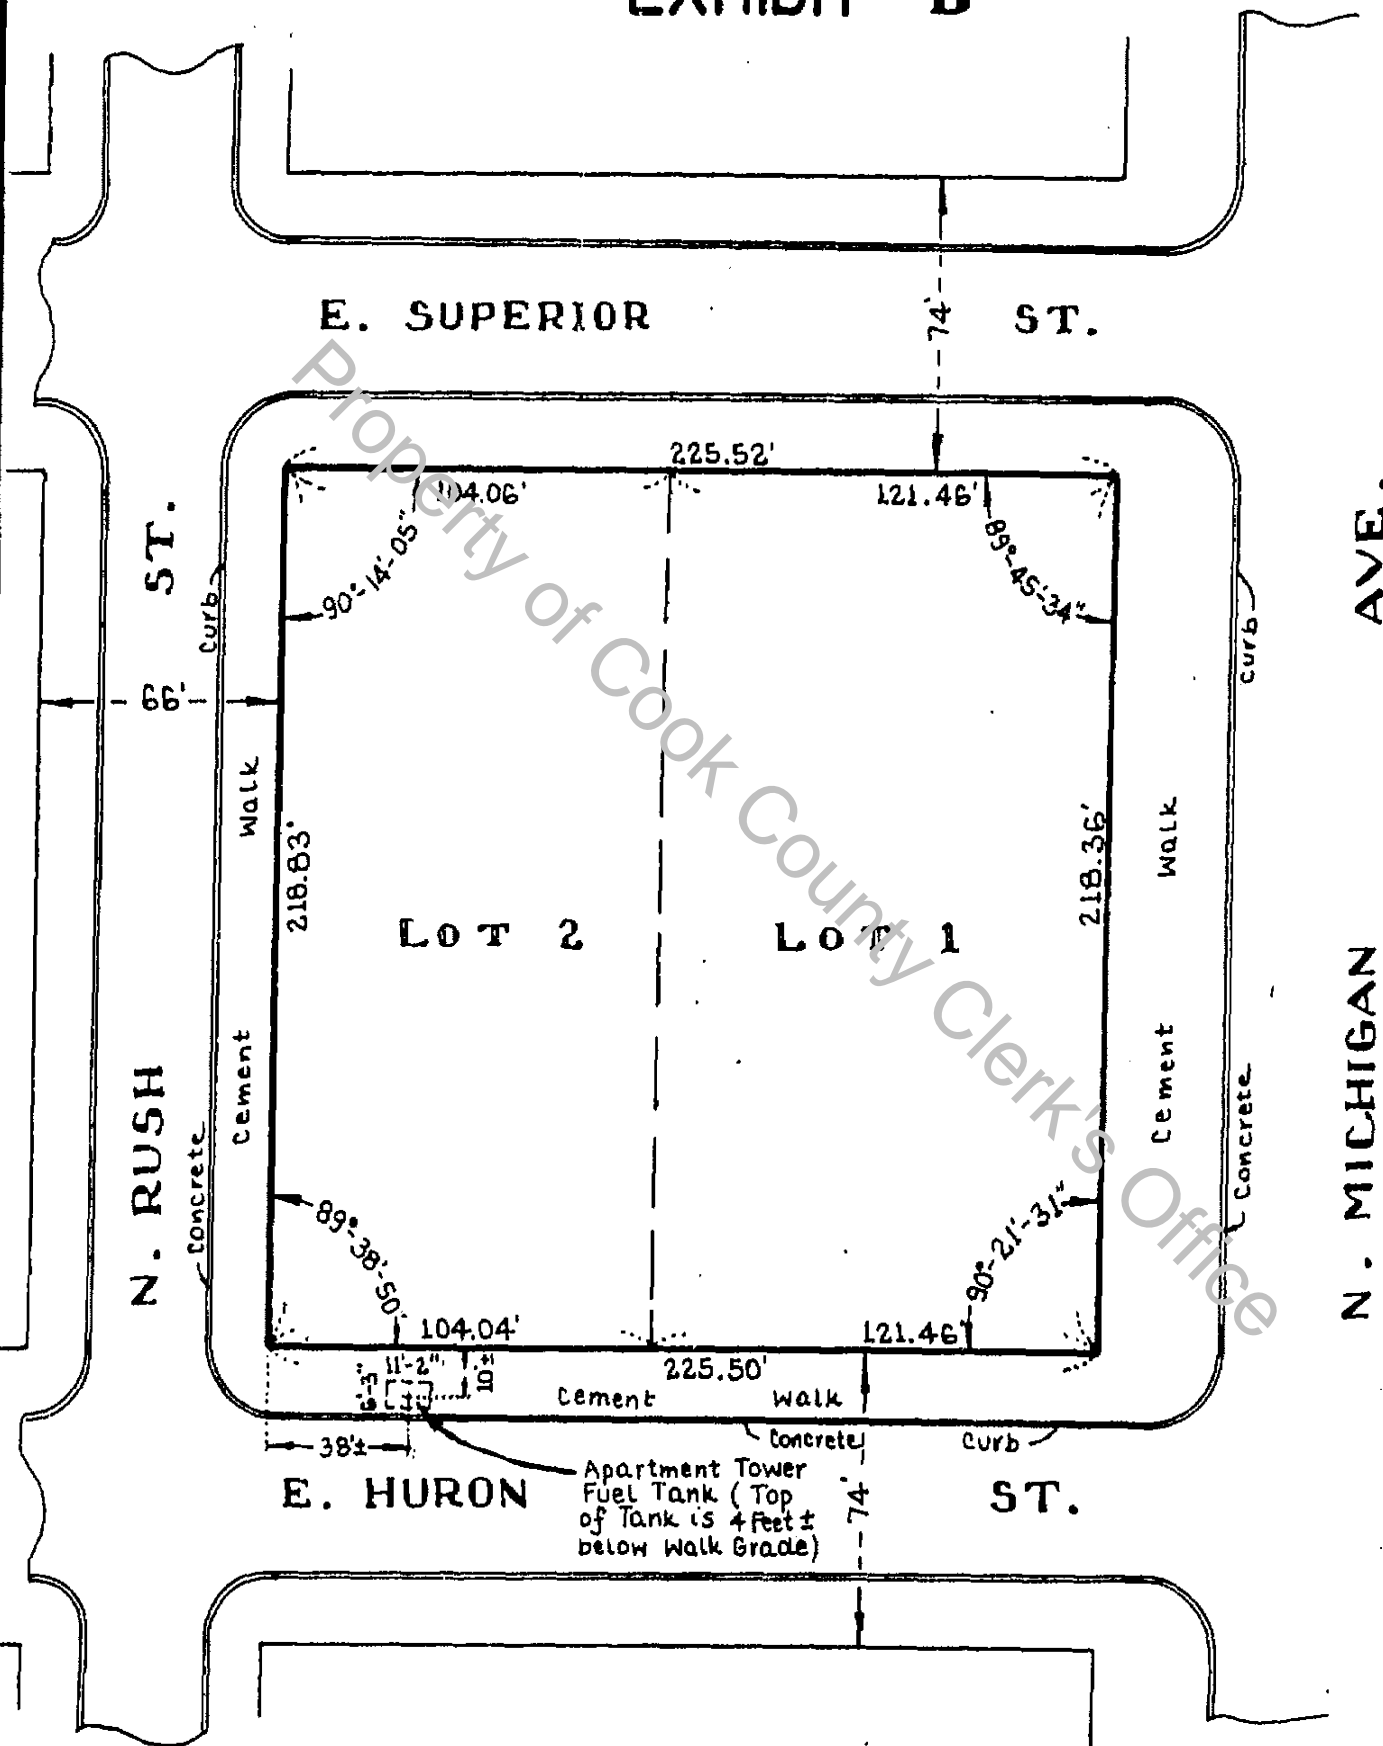 EXHIBIT B
E. SUPERIOR ST.
74'
225.52'
104.06'
121.46'
90°-14'-05"
89°-45'-34"
N. RUSH ST.
66'
Curb
Concrete
Cement Walk
218.83'
LOT 2
LOT 1
218.36'
Cement Walk
Curb
Concrete
N. MICHIGAN AVE.
89°-38'-50"
90°-21'-31"
104.04'
121.46'
225.50'
11'-2"
10'±
Cement Walk
Concrete Curb
38'±
E. HURON ST.
Apartment Tower
Fuel Tank (Top
of Tank is 4 feet ±
below Walk Grade)
74'
Property of Cook County Clerk's Office